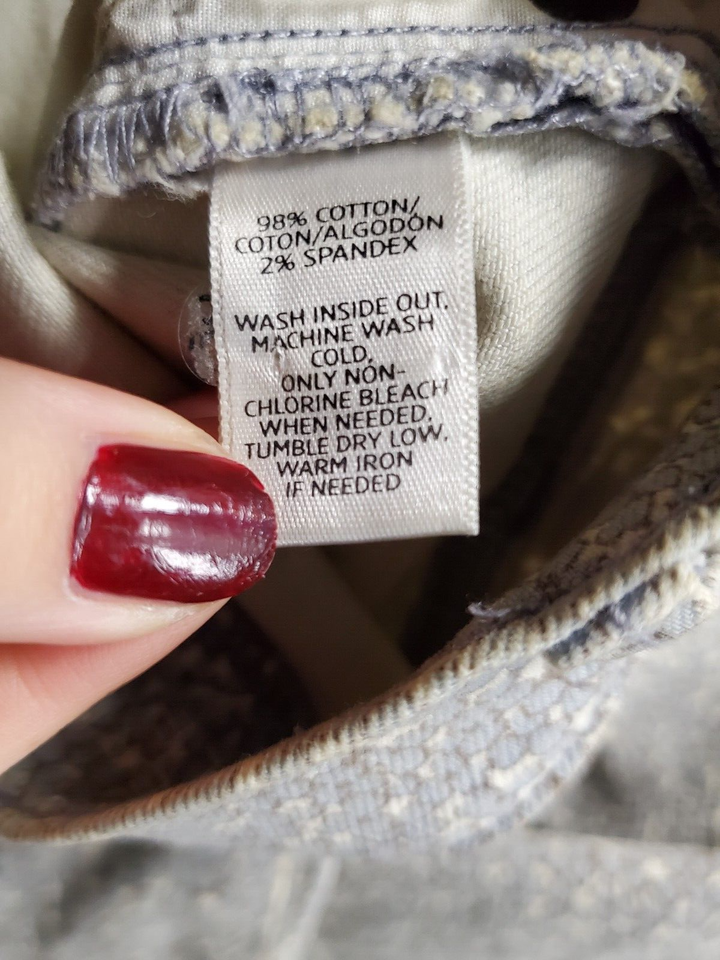 98% COTTON/
COTON/ALGODÓN
2% SPANDEX
WASH INSIDE OUT.
MACHINE WASH
COLD,
ONLY NON-
CHLORINE BLEACH
WHEN NEEDED.
TUMBLE DRY LOW.
WARM IRON
IF NEEDED